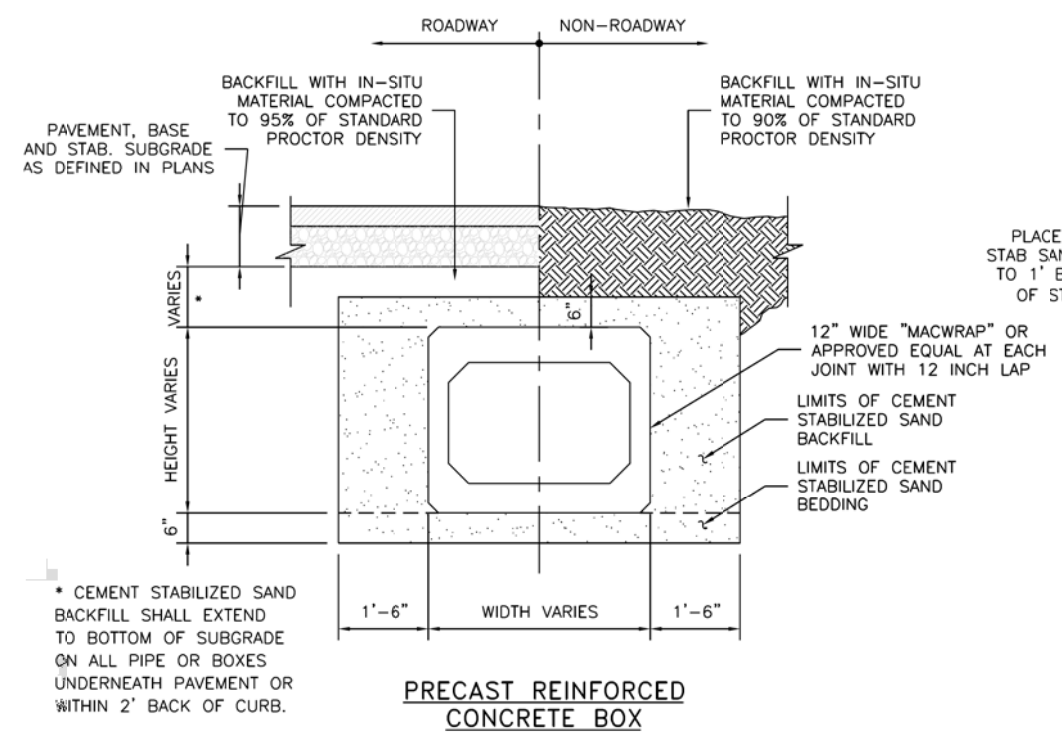 ROADWAY
NON-ROADWAY
BACKFILL WITH IN-SITU
MATERIAL COMPACTED
TO 95% OF STANDARD
PROCTOR DENSITY
BACKFILL WITH IN-SITU
MATERIAL COMPACTED
TO 90% OF STANDARD
PROCTOR DENSITY
PAVEMENT, BASE
AND STAB. SUBGRADE
AS DEFINED IN PLANS
VARIES
*
HEIGHT VARIES
6"
6"
PLACE
STAB
TO 1'
OF
12" WIDE "MACWRAP" OR
APPROVED EQUAL AT EACH
JOINT WITH 12 INCH LAP
LIMITS OF CEMENT
STABILIZED SAND
BACKFILL
LIMITS OF CEMENT
STABILIZED SAND
BEDDING
1'-6"
WIDTH VARIES
1'-6"
* CEMENT STABILIZED SAND
BACKFILL SHALL EXTEND
TO BOTTOM OF SUBGRADE
ON ALL PIPE OR BOXES
UNDERNEATH PAVEMENT OR
WITHIN 2' BACK OF CURB.
PRECAST REINFORCED
CONCRETE BOX